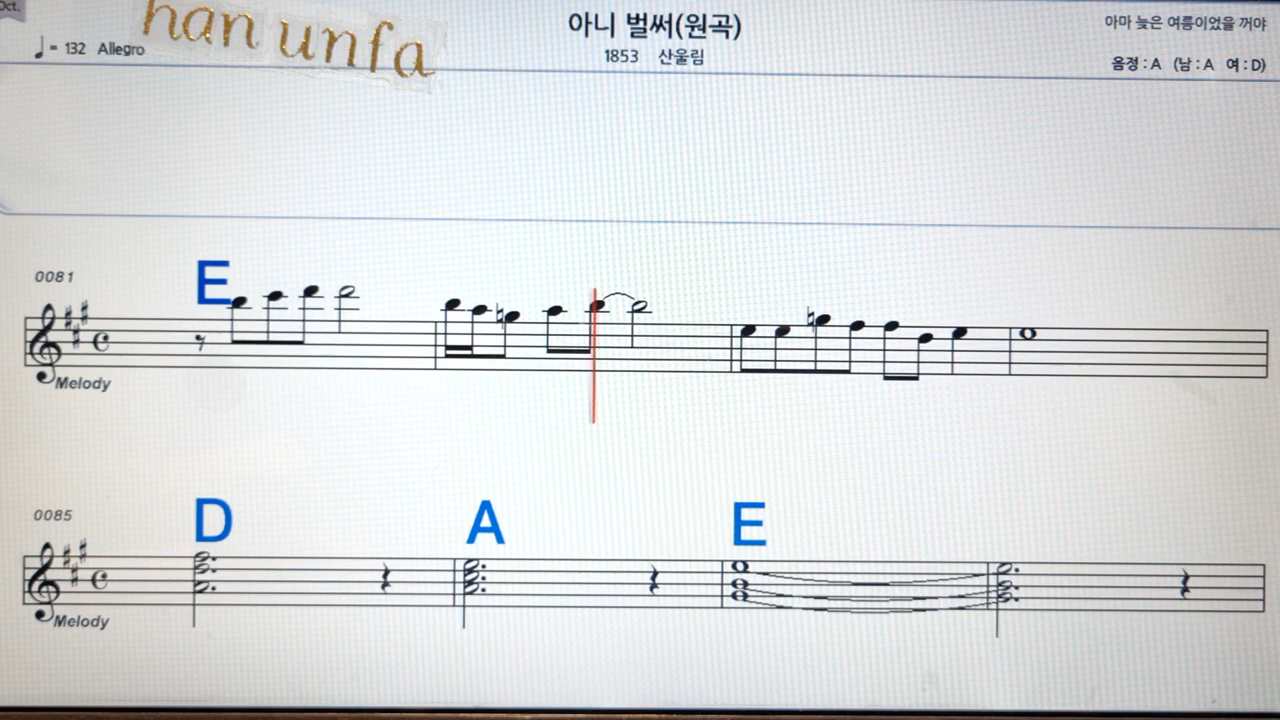 Oct.
han unfa
♩= 132 Allegro
아니 벌써(원곡)
1853 산울림
아마 늦은 여름이었을 꺼야
음정 : A (남 : A 여 : D)
0081
E
Melody
0085
D A E
Melody